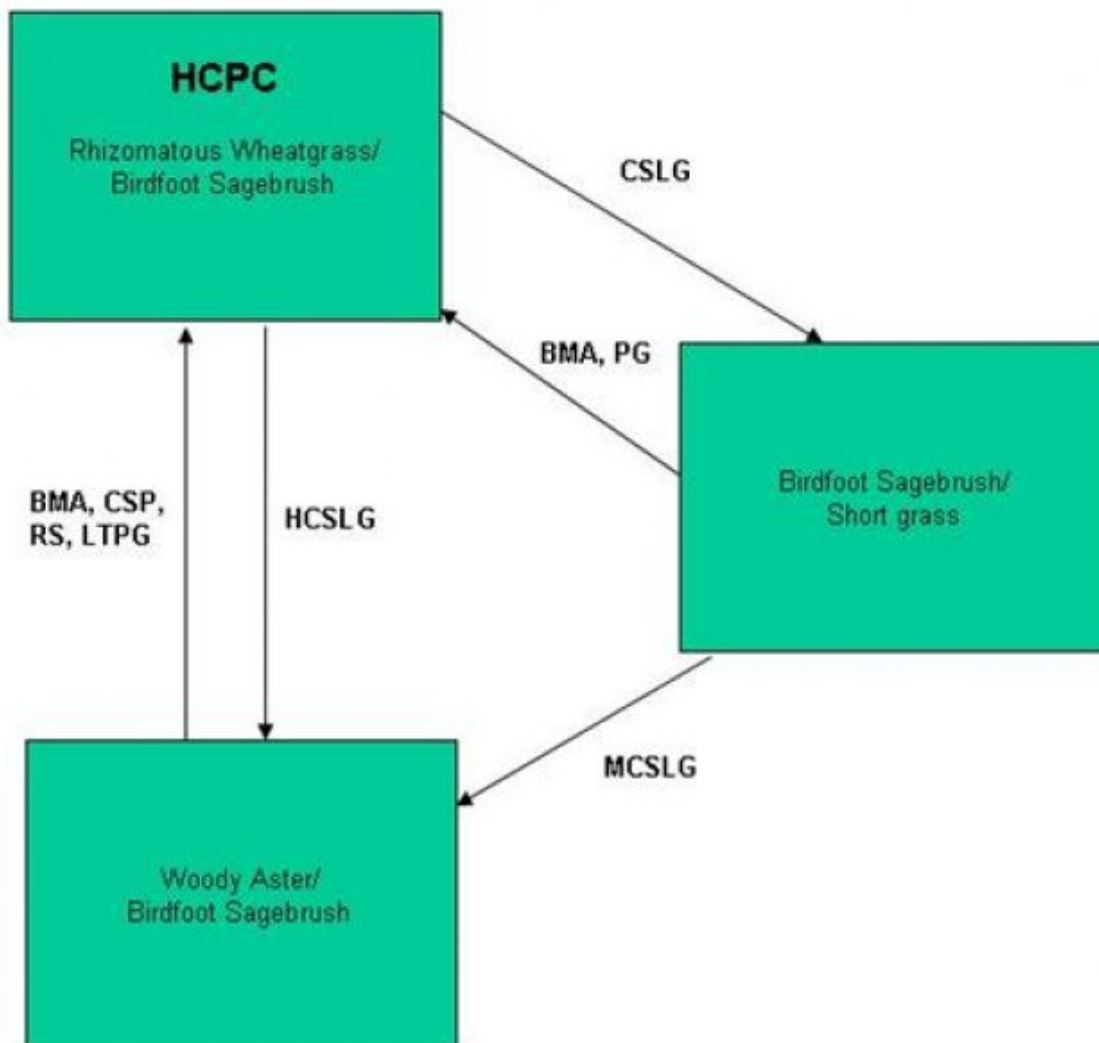 HCPC
Rhizomatous Wheatgrass/
Birdfoot Sagebrush
CSLG
BMA, PG
Birdfoot Sagebrush/
Short grass
BMA, CSP,
RS, LTPG
HCSLG
MCSLG
Woody Aster/
Birdfoot Sagebrush